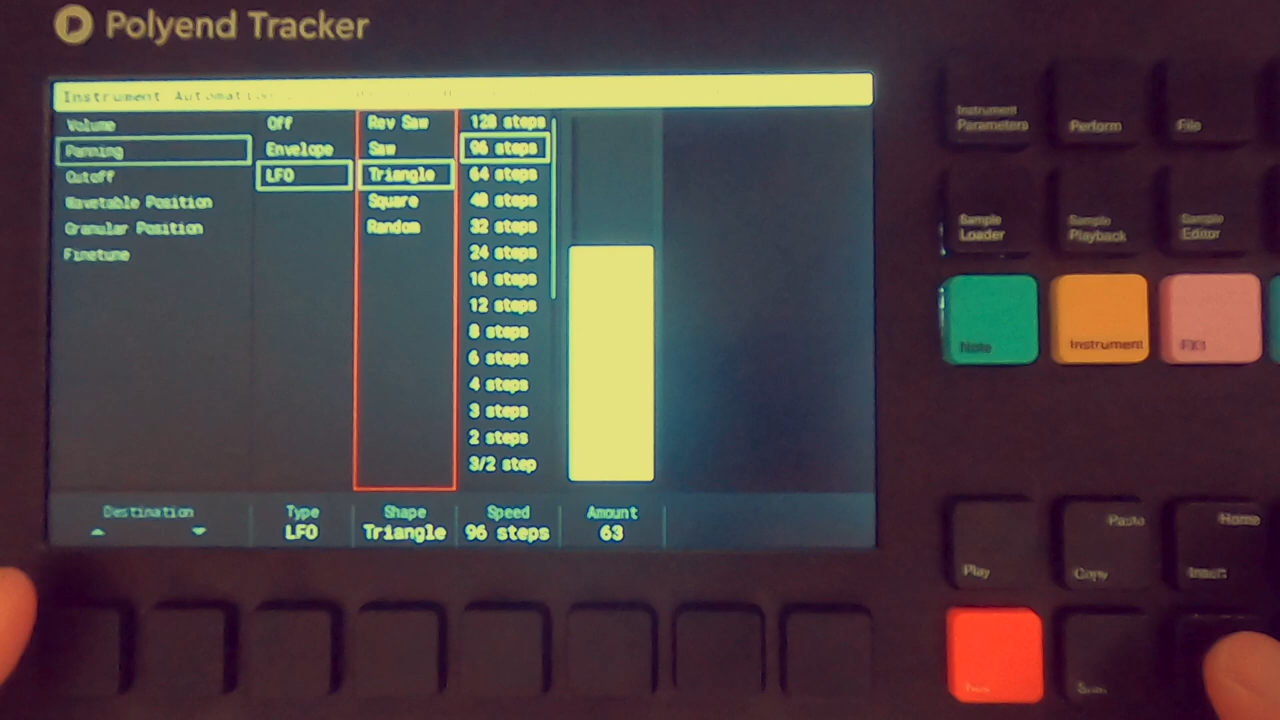 Polyend Tracker
Instrument Automation
Volume
Panning
Cutoff
Wavetable Position
Granular Position
Finetune
Off
Envelope
LFO
Rev Saw
Saw
Triangle
Square
Random
128 steps
96 steps
64 steps
48 steps
32 steps
24 steps
16 steps
12 steps
8 steps
6 steps
4 steps
3 steps
2 steps
3/2 step
Destination
Type
LFO
Shape
Triangle
Speed
96 steps
Amount
63
Instrument
Parameters
Perform
File
Sample
Loader
Sample
Playback
Sample
Editor
Note
Instrument
FX1
Play
Paste
Copy
Home
Insert